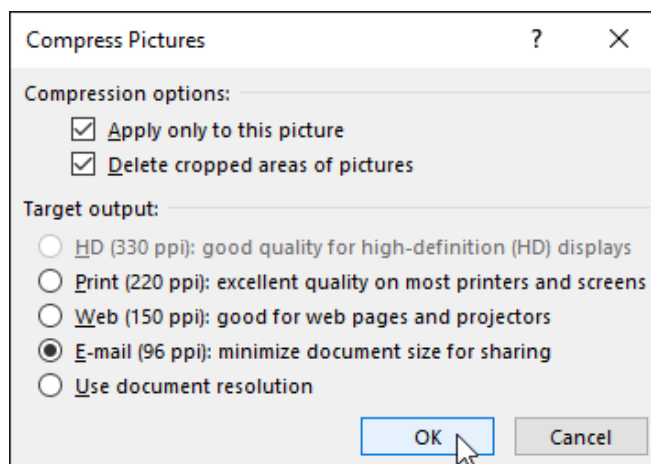 Compress Pictures ?
Compression options:
Apply only to this picture
Delete cropped areas of pictures
Target output:
HD (330 ppi): good quality for high-definition (HD) displays
Print (220 ppi): excellent quality on most printers and screens
Web (150 ppi): good for web pages and projectors
E-mail (96 ppi): minimize document size for sharing
Use document resolution
OK Cancel